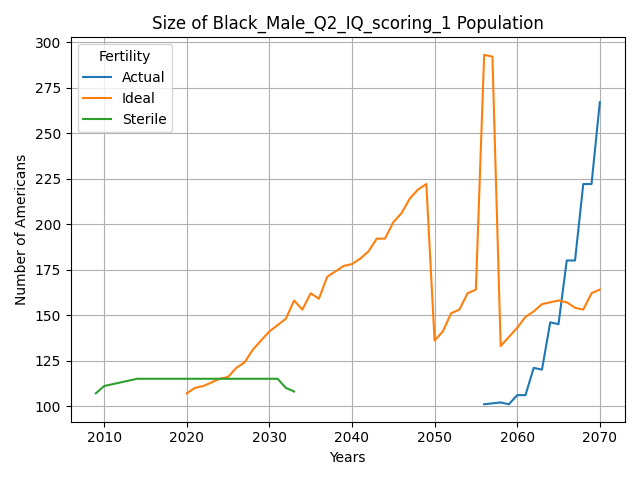 Size of Black_Male_Q2_IQ_scoring_1 Population
Fertility
Actual
Ideal
Sterile
Number of Americans
300
275
250
225
200
175
150
125
100
2010 2020 2030 2040 2050 2060 2070
Years